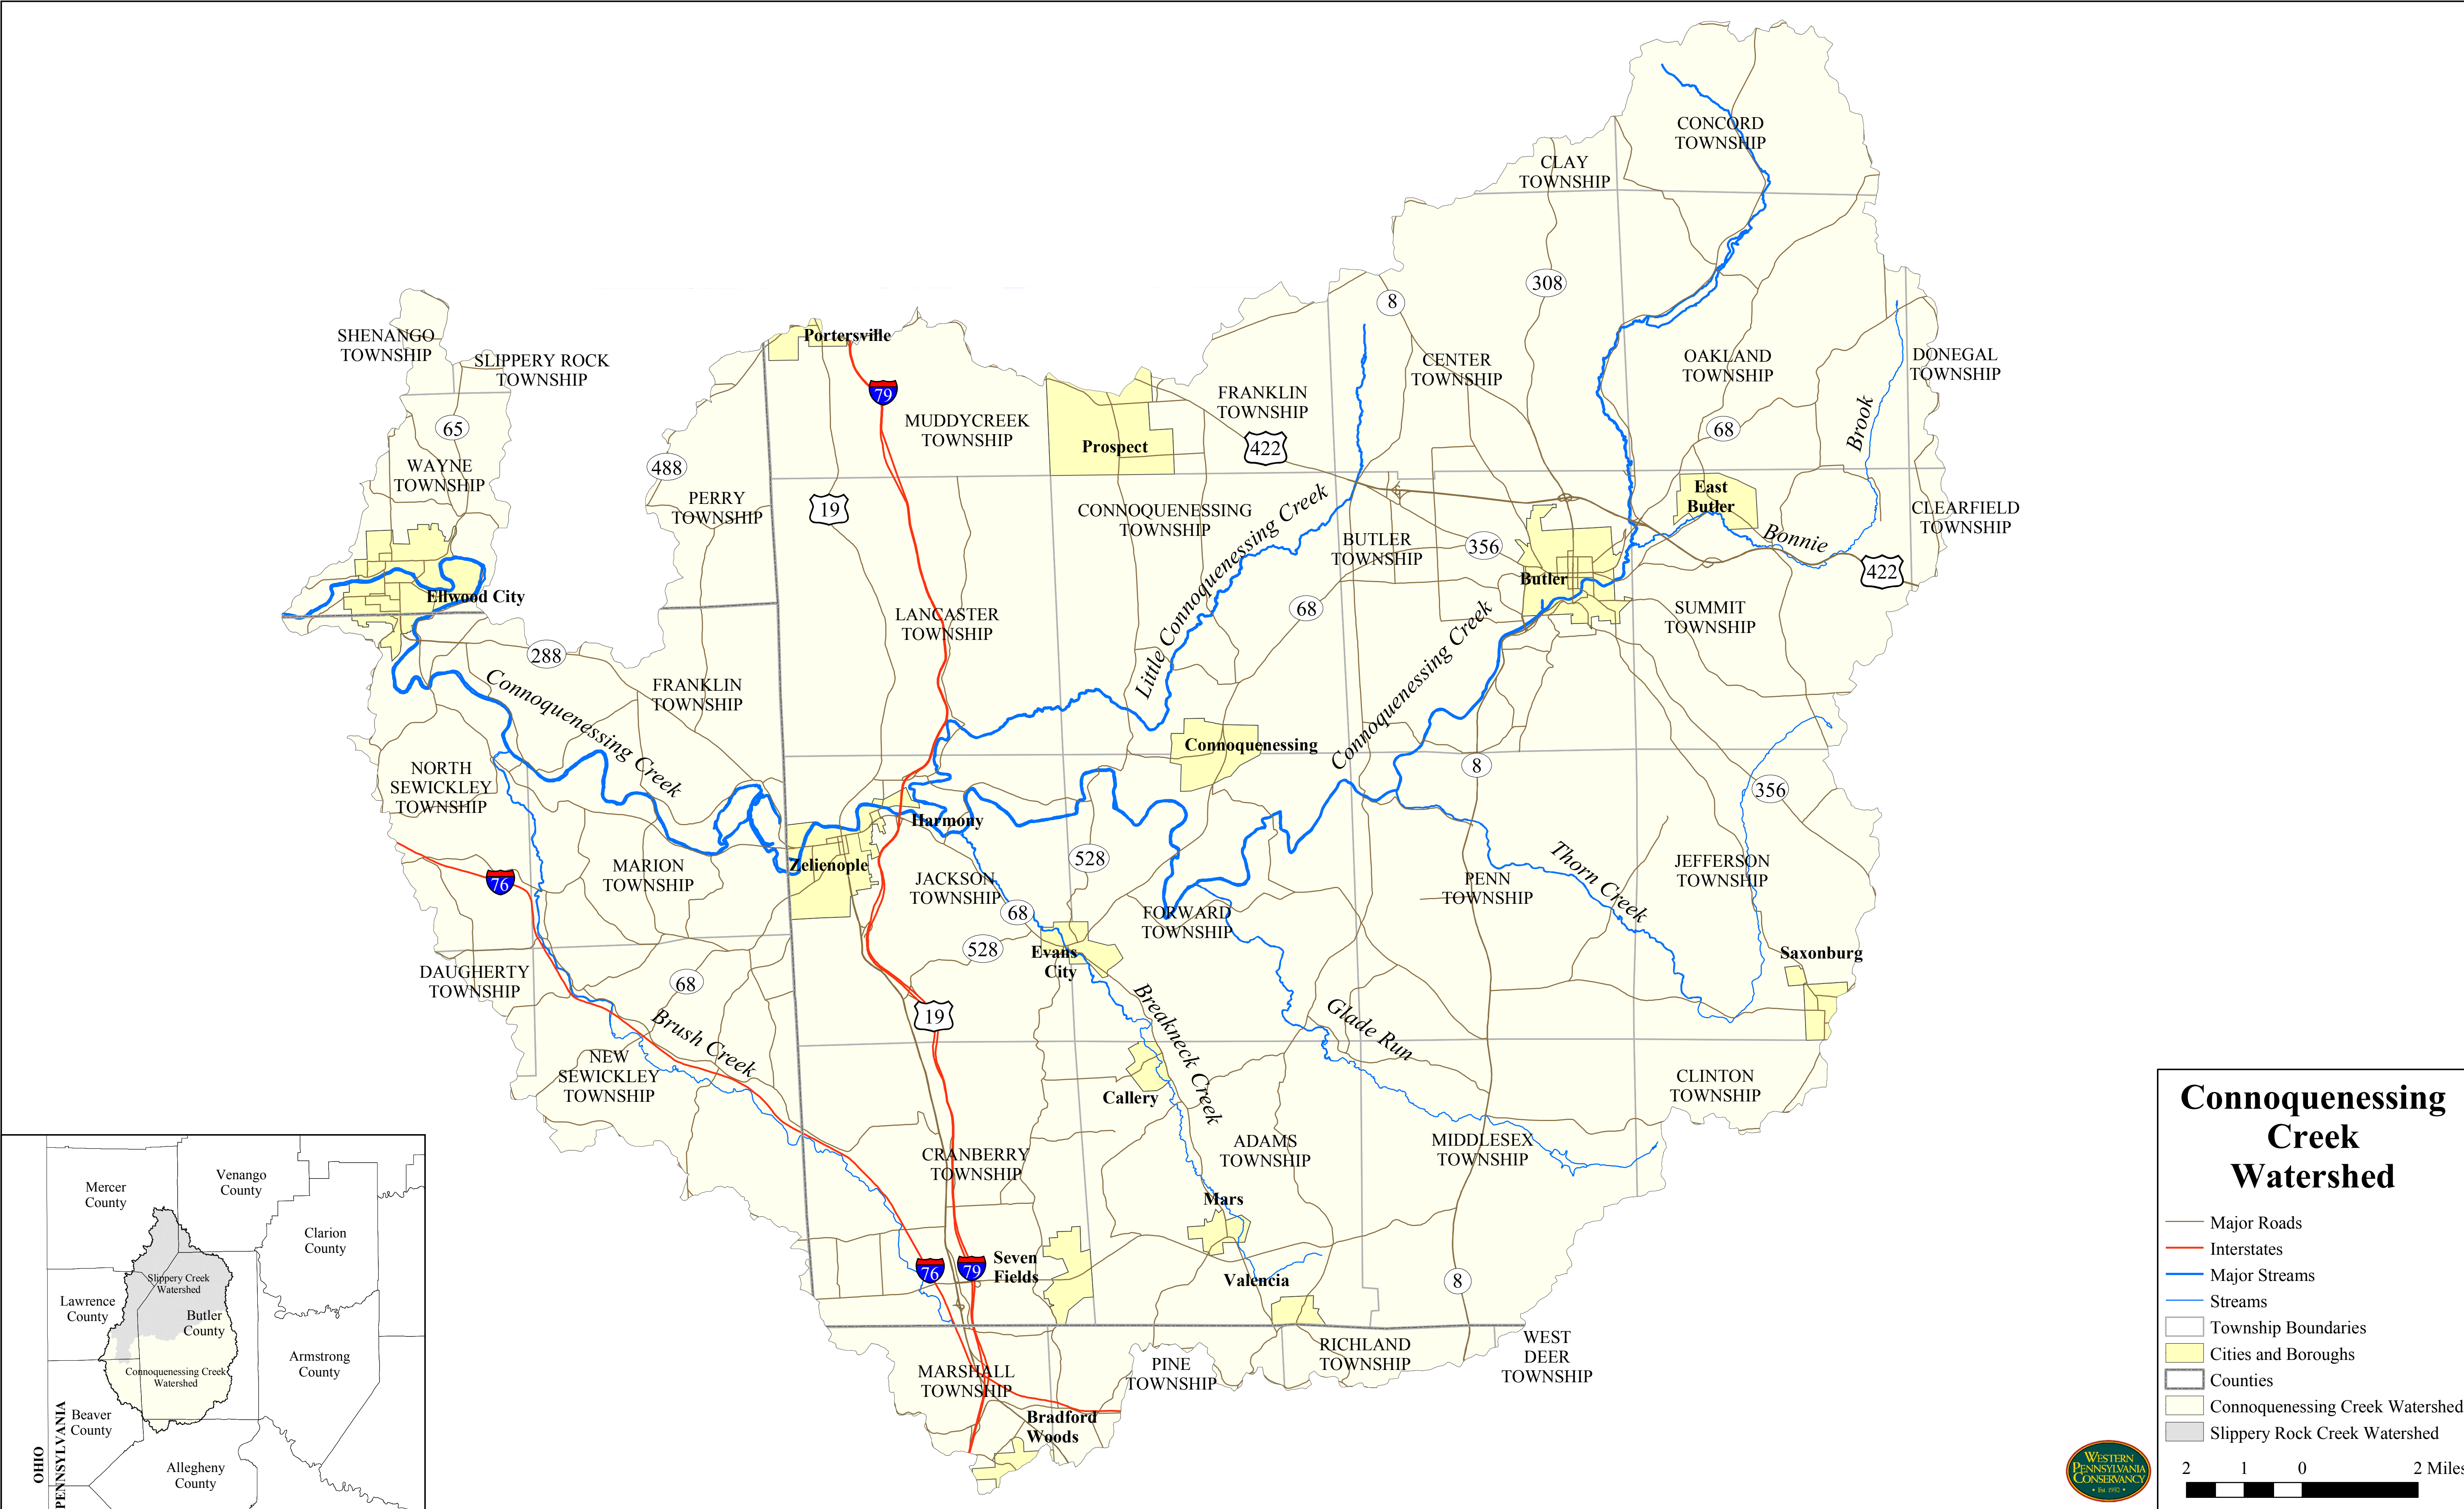 CONCORD
TOWNSHIP
CLAY
TOWNSHIP
308
8
SHENANGO
TOWNSHIP
SLIPPERY ROCK
TOWNSHIP
Portersville
79
CENTER
TOWNSHIP
OAKLAND
TOWNSHIP
DONEGAL
TOWNSHIP
FRANKLIN
TOWNSHIP
MUDDYCREEK
TOWNSHIP
65
Prospect
422
68
Brook
WAYNE
TOWNSHIP
488
PERRY
TOWNSHIP
19
CONNOQUENESSING
TOWNSHIP
Little Connoquenessing Creek
East
Butler
CLEARFIELD
TOWNSHIP
BUTLER
TOWNSHIP
356
Bonnie
422
Butler
Ellwood City
68
LANCASTER
TOWNSHIP
SUMMIT
TOWNSHIP
288
Connoquenessing Creek
FRANKLIN
TOWNSHIP
Connoquenessing Creek
Connoquenessing
8
NORTH
SEWICKLEY
TOWNSHIP
356
Harmony
528
Zelienople
MARION
TOWNSHIP
76
JACKSON
TOWNSHIP
68
PENN
TOWNSHIP
Thorn Creek
JEFFERSON
TOWNSHIP
FORWARD
TOWNSHIP
528
Evans
City
Saxonburg
DAUGHERTY
TOWNSHIP
68
Brush Creek
19
Breakneck Creek
Glade Run
NEW
SEWICKLEY
TOWNSHIP
Callery
CLINTON
TOWNSHIP
CRANBERRY
TOWNSHIP
ADAMS
TOWNSHIP
MIDDLESEX
TOWNSHIP
Mars
76
79
Seven
Fields
Valencia
8
MARSHALL
TOWNSHIP
PINE
TOWNSHIP
RICHLAND
TOWNSHIP
WEST
DEER
TOWNSHIP
Bradford
Woods
Mercer
County
Venango
County
Clarion
County
Slippery Creek
Watershed
Lawrence
County
Butler
County
Armstrong
County
Connoquenessing Creek
Watershed
Beaver
County
Allegheny
County
OHIO
PENNSYLVANIA
WESTERN
PENNSYLVANIA
CONSERVANCY
• Est 1932 •
Connoquenessing
Creek
Watershed
Major Roads
Interstates
Major Streams
Streams
Township Boundaries
Cities and Boroughs
Counties
Connoquenessing Creek Watershed
Slippery Rock Creek Watershed
2 1 0 2 Miles